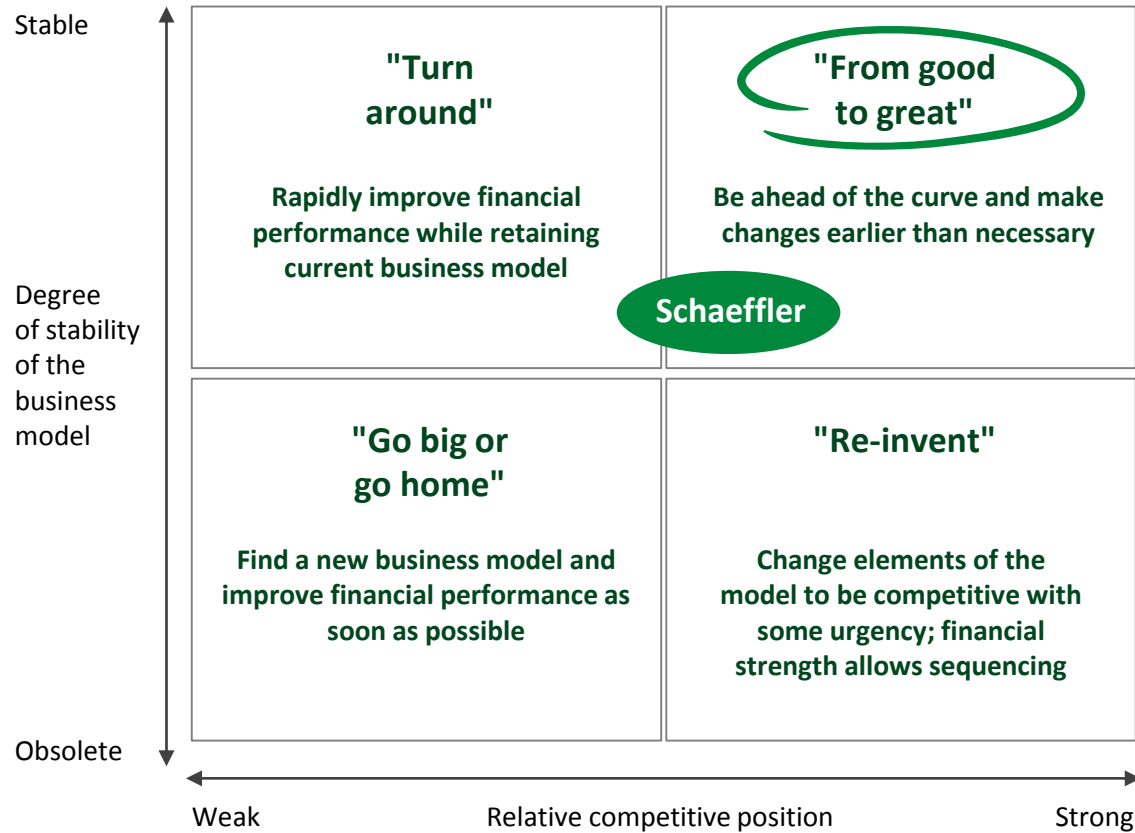 Stable
"Turn
around"
Rapidly improve financial
performance while retaining
current business model
"From good
to great"
Be ahead of the curve and make
changes earlier than necessary
Schaeffler
Degree
of stability
of the
business
model
"Go big or
go home"
Find a new business model and
improve financial performance as
soon as possible
"Re-invent"
Change elements of the
model to be competitive with
some urgency; financial
strength allows sequencing
Obsolete
Weak
Relative competitive position
Strong